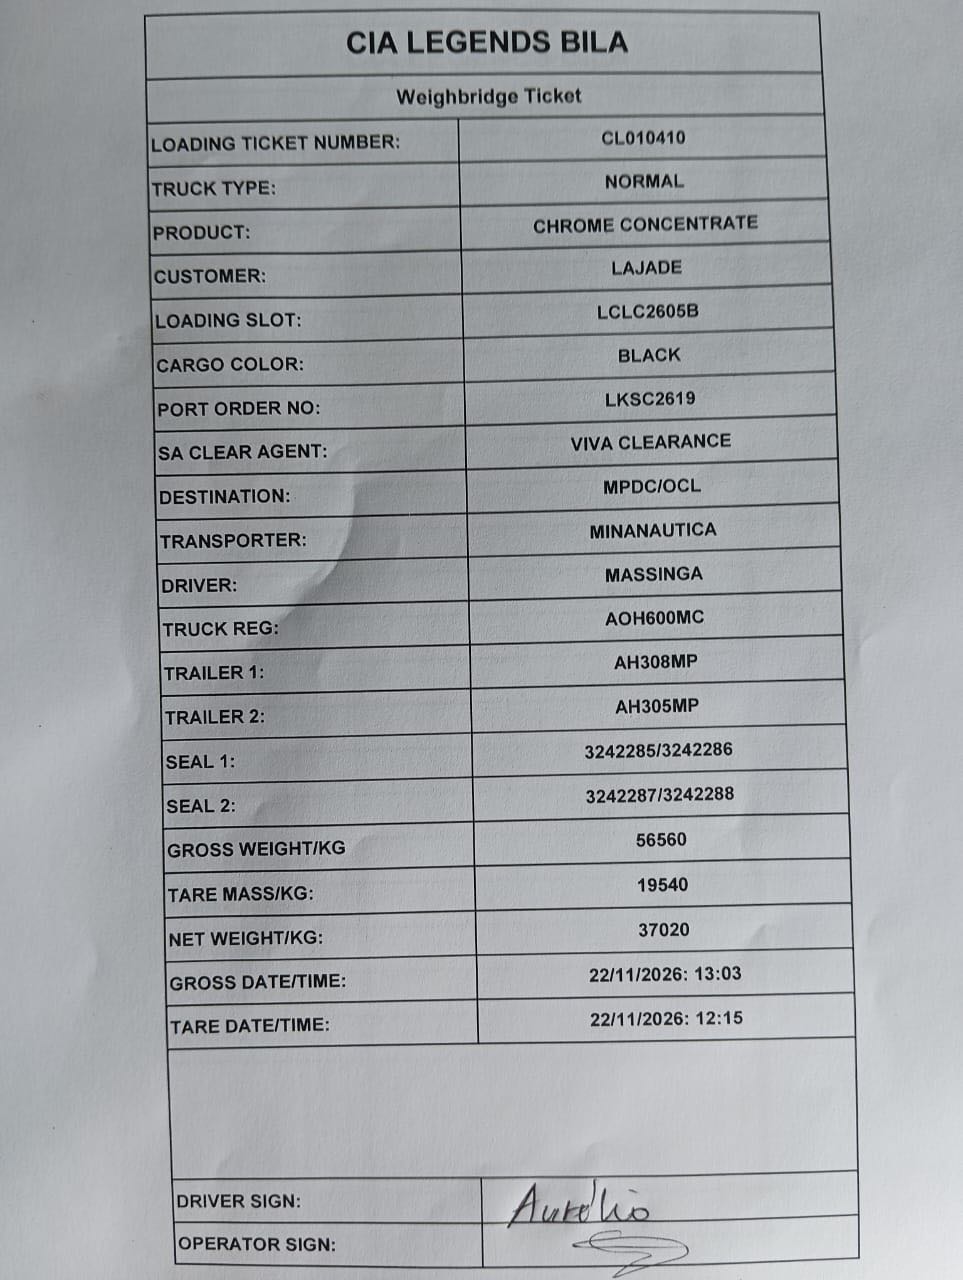 CIA LEGENDS BILA
Weighbridge Ticket
LOADING TICKET NUMBER: CL010410
TRUCK TYPE: NORMAL
PRODUCT: CHROME CONCENTRATE
CUSTOMER: LAJADE
LOADING SLOT: LCLC2605B
CARGO COLOR: BLACK
PORT ORDER NO: LKSC2619
SA CLEAR AGENT: VIVA CLEARANCE
DESTINATION: MPDC/OCL
TRANSPORTER: MINANAUTICA
DRIVER: MASSINGA
TRUCK REG: AOH600MC
TRAILER 1: AH308MP
TRAILER 2: AH305MP
SEAL 1: 3242285/3242286
SEAL 2: 3242287/3242288
GROSS WEIGHT/KG 56560
TARE MASS/KG: 19540
NET WEIGHT/KG: 37020
GROSS DATE/TIME: 22/11/2026: 13:03
TARE DATE/TIME: 22/11/2026: 12:15
DRIVER SIGN: Aurélio
OPERATOR SIGN: